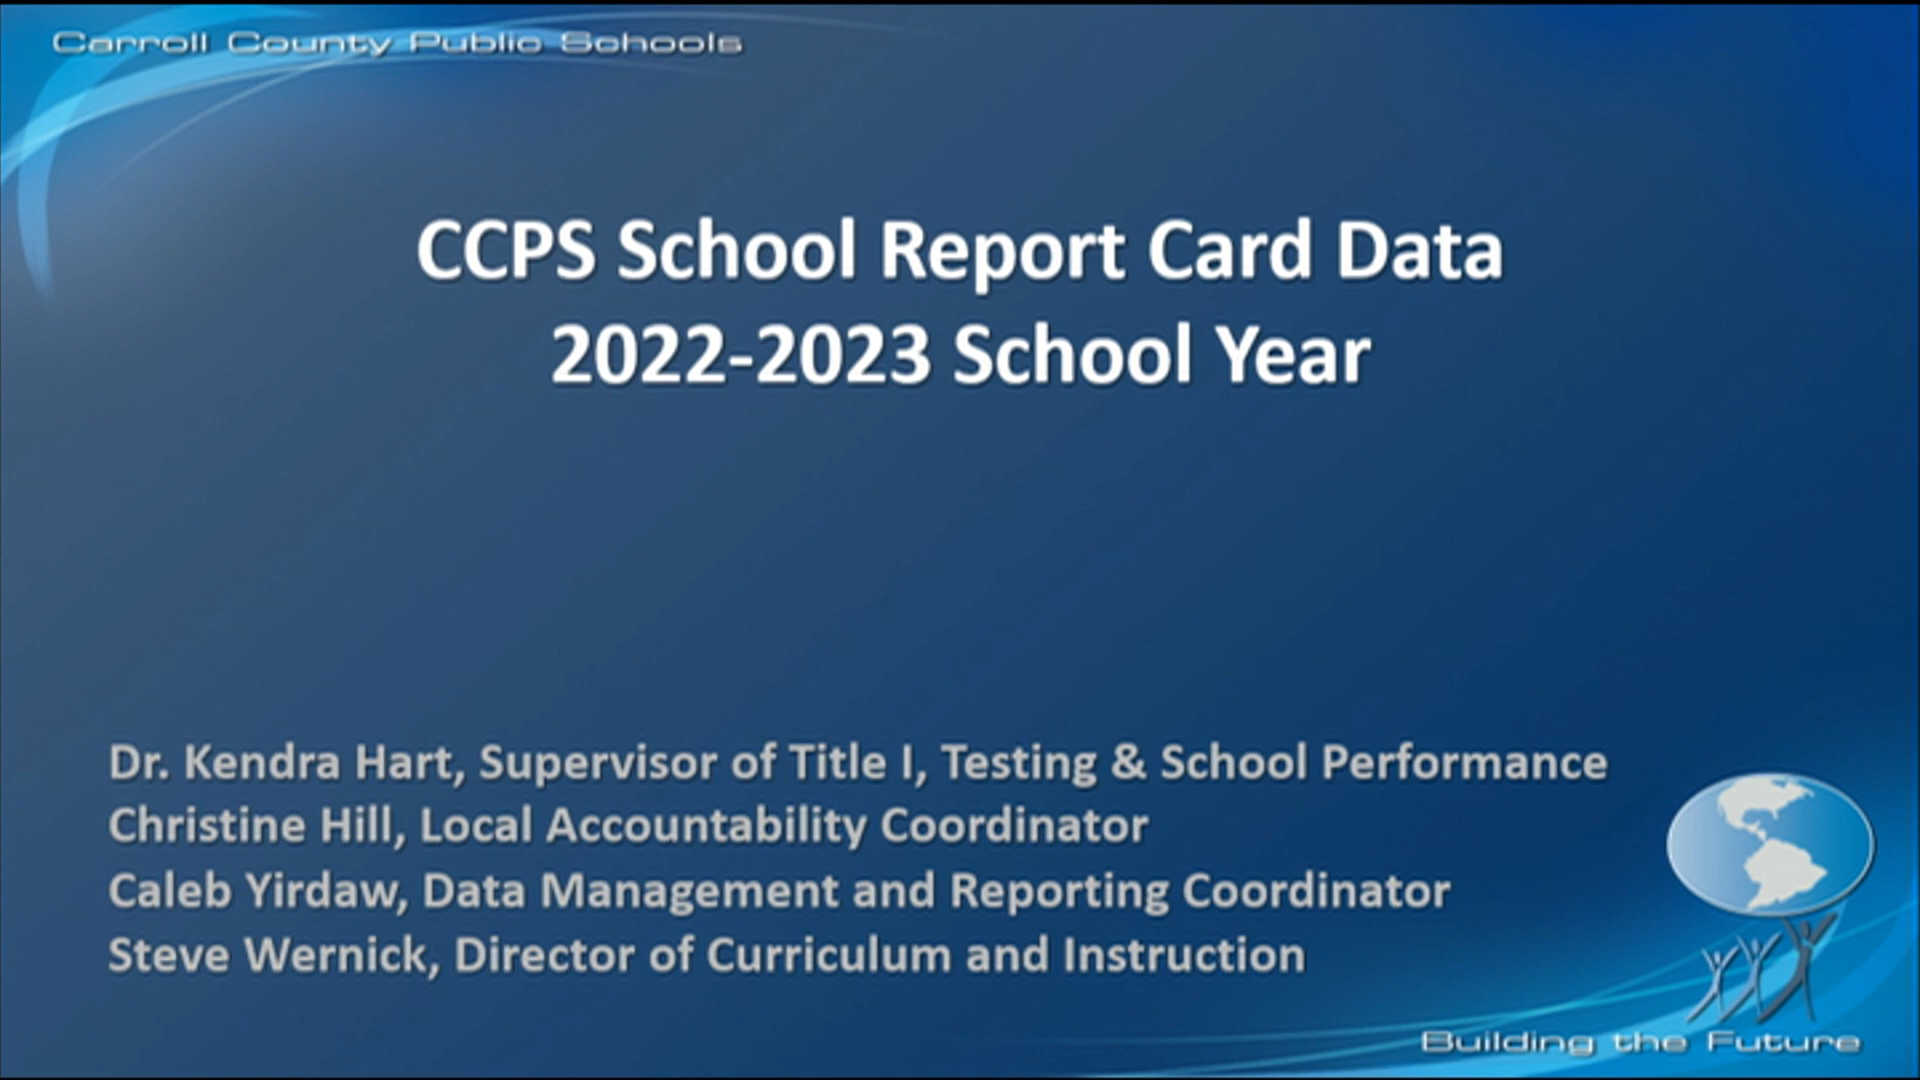 Carroll County Public Schools
CCPS School Report Card Data
2022-2023 School Year
Dr. Kendra Hart, Supervisor of Title I, Testing & School Performance
Christine Hill, Local Accountability Coordinator
Caleb Yirdaw, Data Management and Reporting Coordinator
Steve Wernick, Director of Curriculum and Instruction
Building the Future